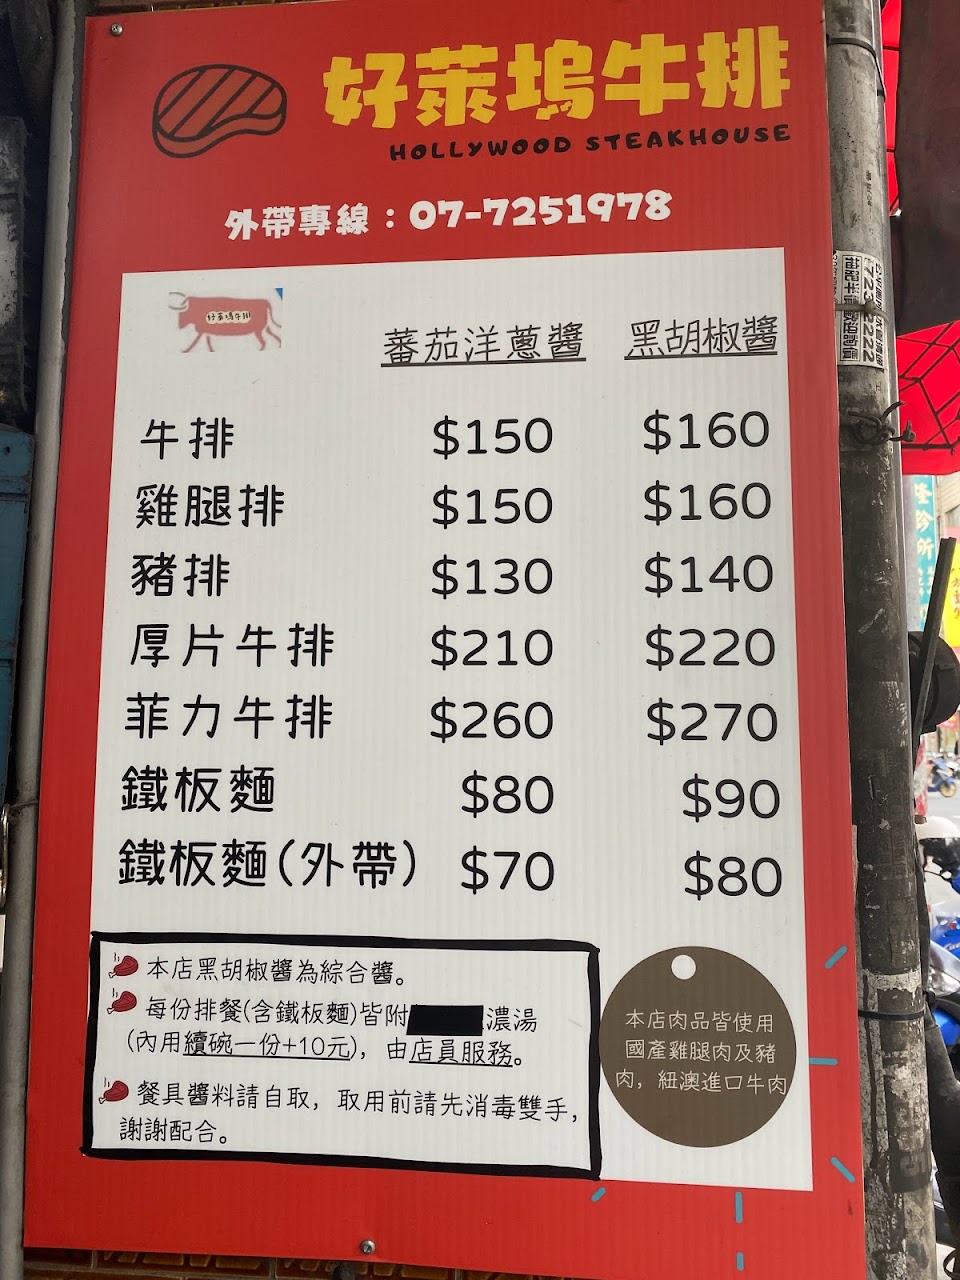 好萊塢牛排
HOLLYWOOD STEAKHOUSE
外帶專線：07-7251978
好萊塢牛排
蕃茄洋蔥醬 黑胡椒醬
牛排 $150 $160
雞腿排 $150 $160
豬排 $130 $140
厚片牛排 $210 $220
菲力牛排 $260 $270
鐵板麵 $80 $90
鐵板麵(外帶) $70 $80
本店黑胡椒醬為綜合醬。
每份排餐(含鐵板麵)皆附 濃湯
(內用續碗一份+10元)，由店員服務。
餐具醬料請自取，取用前請先消毒雙手，
謝謝配合。
本店肉品皆使用
國產雞腿肉及豬
肉，紐澳進口牛肉